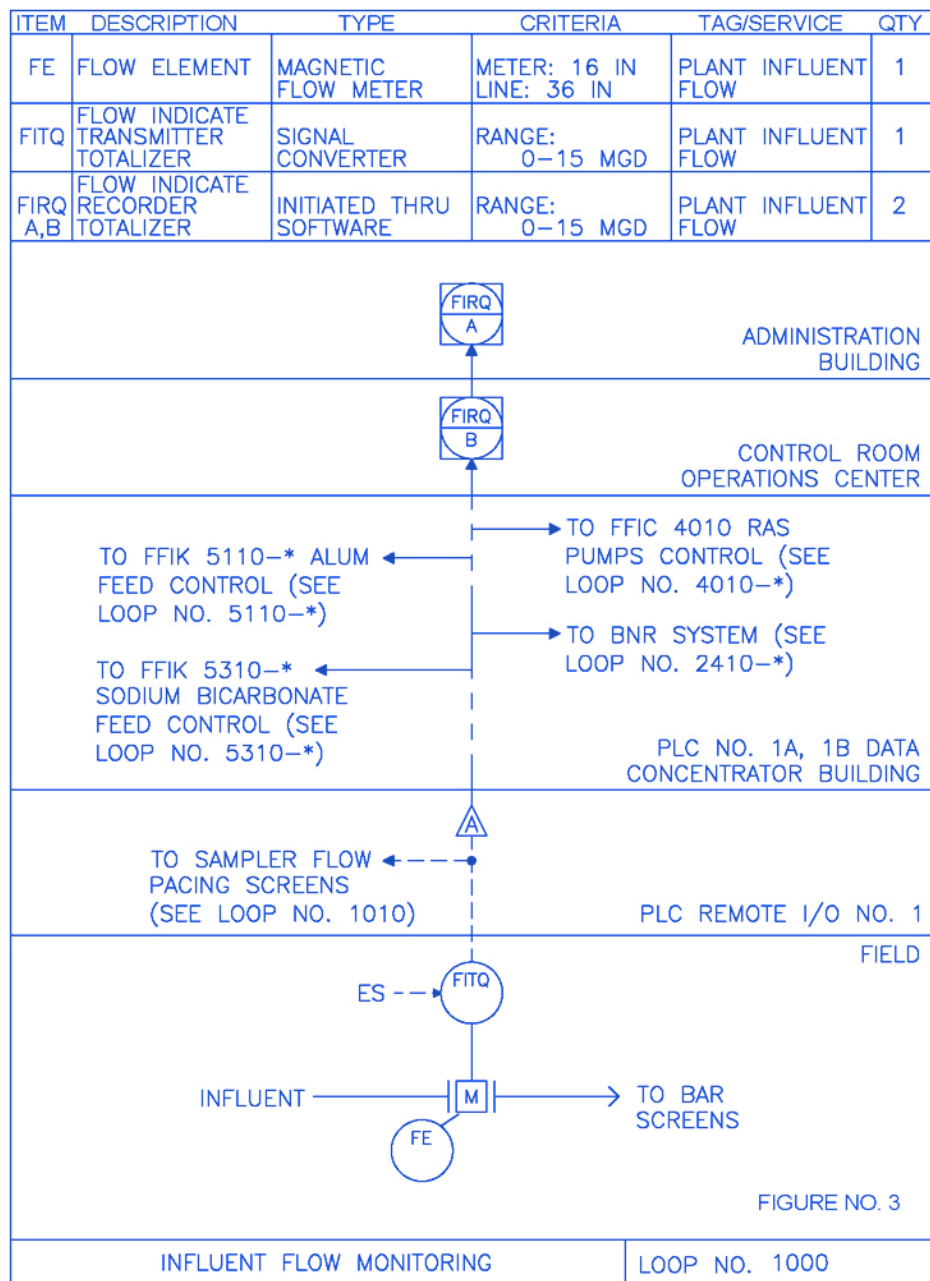 ITEM DESCRIPTION TYPE CRITERIA TAG/SERVICE QTY
FE FLOW ELEMENT MAGNETIC FLOW METER METER: 16 IN LINE: 36 IN PLANT INFLUENT FLOW 1
FITQ FLOW INDICATE TRANSMITTER TOTALIZER SIGNAL CONVERTER RANGE: 0-15 MGD PLANT INFLUENT FLOW 1
FIRQ A,B FLOW INDICATE RECORDER TOTALIZER INITIATED THRU SOFTWARE RANGE: 0-15 MGD PLANT INFLUENT FLOW 2
FIRQ
A
ADMINISTRATION
BUILDING
FIRQ
B
CONTROL ROOM
OPERATIONS CENTER
TO FFIC 4010 RAS
PUMPS CONTROL (SEE
LOOP NO. 4010-*)
TO FFIK 5110-* ALUM
FEED CONTROL (SEE
LOOP NO. 5110-*)
TO BNR SYSTEM (SEE
LOOP NO. 2410-*)
TO FFIK 5310-*
SODIUM BICARBONATE
FEED CONTROL (SEE
LOOP NO. 5310-*)
PLC NO. 1A, 1B DATA
CONCENTRATOR BUILDING
A
TO SAMPLER FLOW
PACING SCREENS
(SEE LOOP NO. 1010)
PLC REMOTE I/O NO. 1
FIELD
ES
FITQ
INFLUENT
M
TO BAR
SCREENS
FE
FIGURE NO. 3
INFLUENT FLOW MONITORING
LOOP NO. 1000